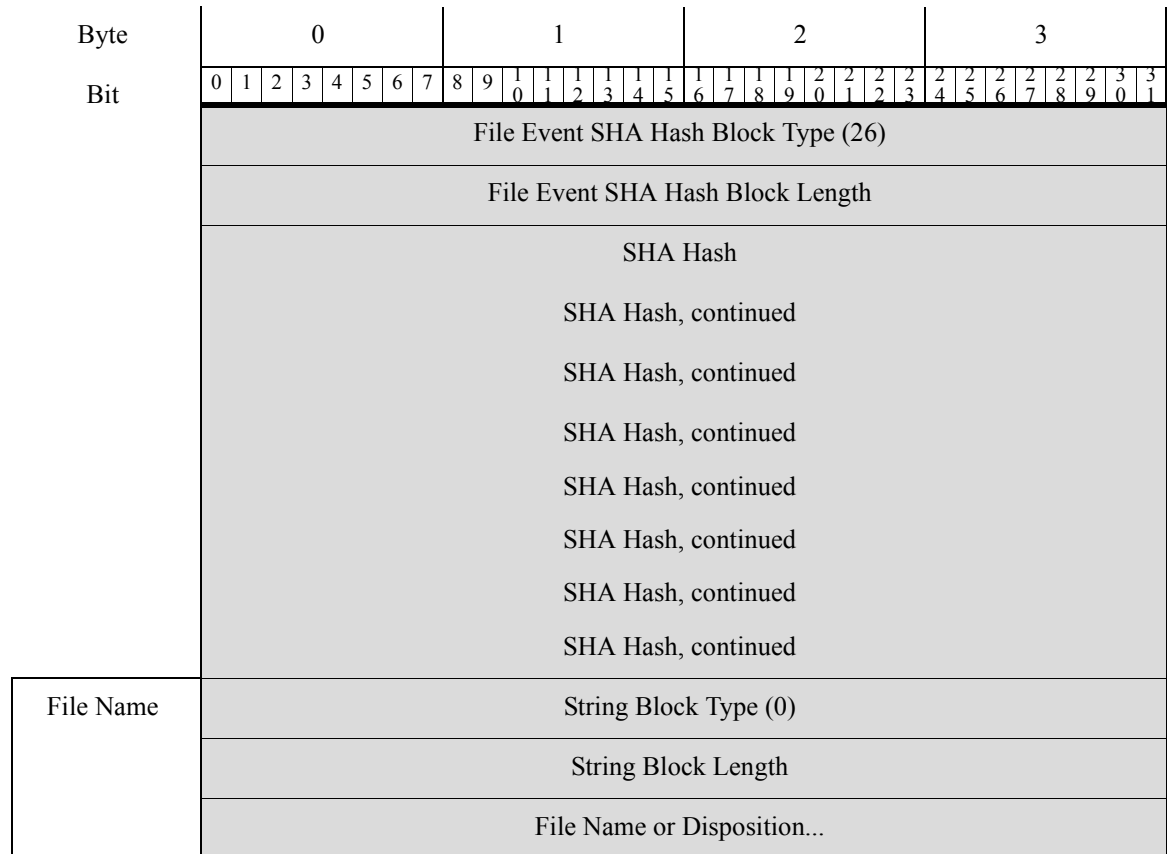 Byte 0 1 2 3
Bit 0 1 2 3 4 5 6 7 8 9 10 11 12 13 14 15 16 17 18 19 20 21 22 23 24 25 26 27 28 29 30 31
File Event SHA Hash Block Type (26)
File Event SHA Hash Block Length
SHA Hash
SHA Hash, continued
SHA Hash, continued
SHA Hash, continued
SHA Hash, continued
SHA Hash, continued
SHA Hash, continued
SHA Hash, continued
File Name String Block Type (0)
String Block Length
File Name or Disposition...